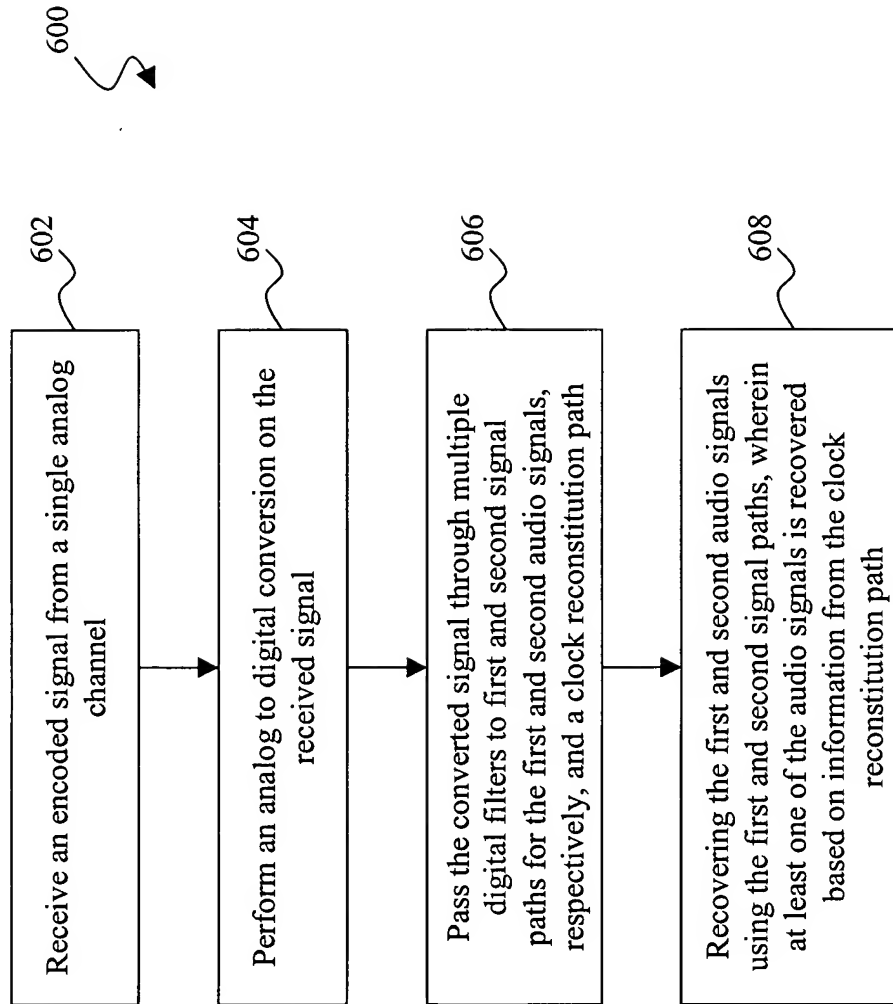 600
602
Receive an encoded signal from a single analog
channel
604
Perform an analog to digital conversion on the
received signal
606
Pass the converted signal through multiple
digital filters to first and second signal
paths for the first and second audio signals,
respectively, and a clock reconstitution path
608
Recovering the first and second audio signals
using the first and second signal paths, wherein
at least one of the audio signals is recovered
based on information from the clock
reconstitution path